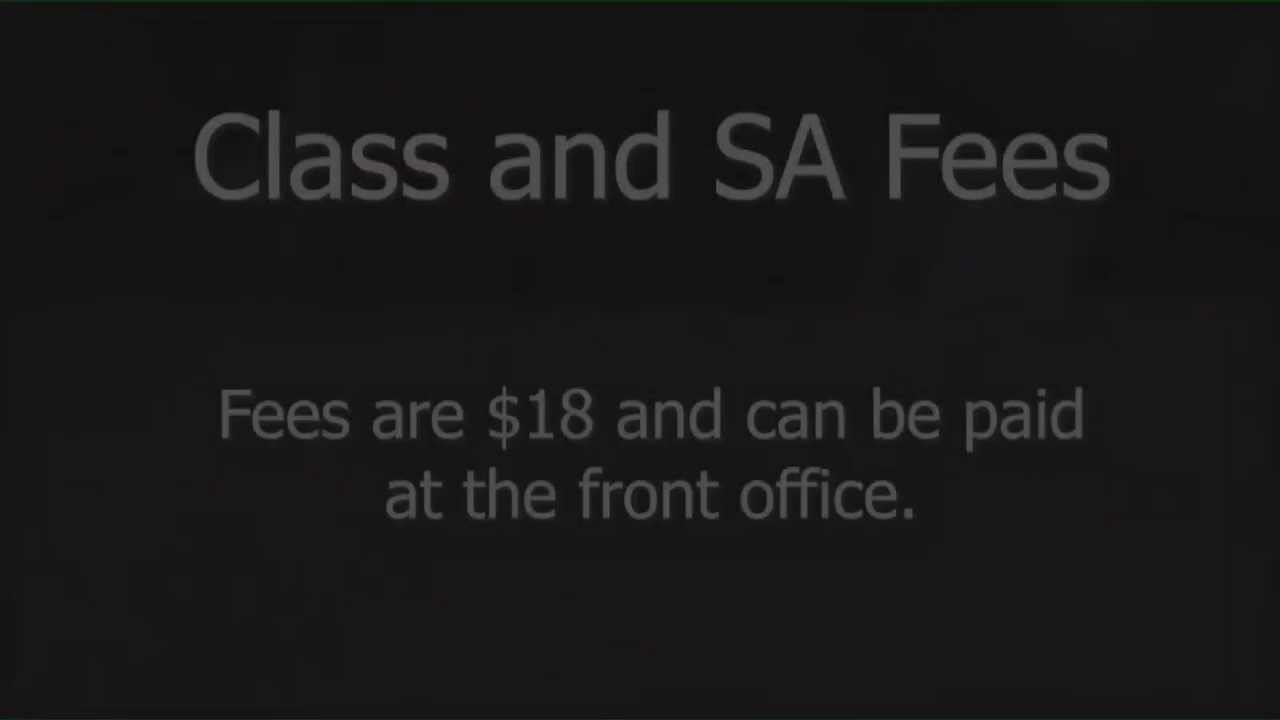 Class and SA Fees
Fees are $18 and can be paid
at the front office.